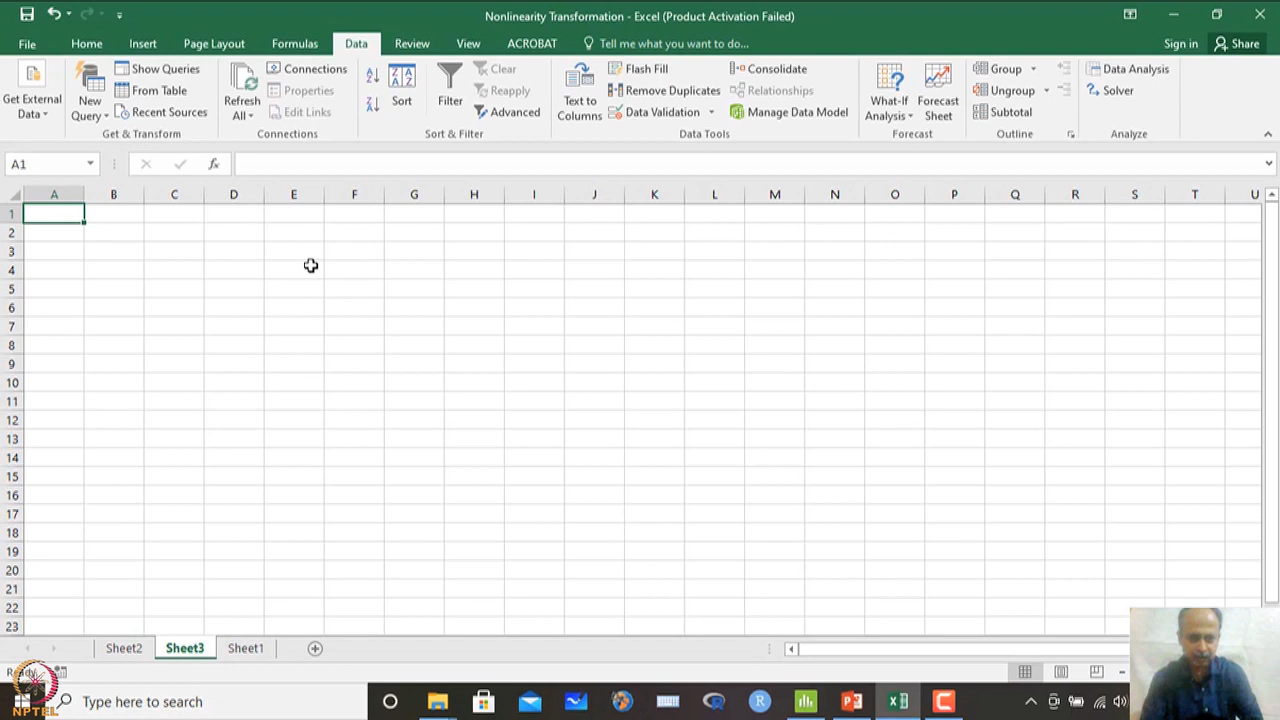 Nonlinearity Transformation - Excel (Product Activation Failed)
File Home Insert Page Layout Formulas Data Review View ACROBAT Tell me what you want to do... Sign in Share
Get External Data
New Query
Show Queries
From Table
Recent Sources
Get & Transform
Refresh All
Connections
Properties
Edit Links
Connections
Sort
Filter
Clear
Reapply
Advanced
Sort & Filter
Text to Columns
Flash Fill
Remove Duplicates
Data Validation
Consolidate
Relationships
Manage Data Model
Data Tools
What-If Analysis
Forecast Sheet
Forecast
Group
Ungroup
Subtotal
Outline
Data Analysis
Solver
Analyze
A1 fx
A B C D E F G H I J K L M N O P Q R S T U
1
2
3
4
5
6
7
8
9
10
11
12
13
14
15
16
17
18
19
20
21
22
23
Sheet2 Sheet3 Sheet1
NPTEL
Type here to search